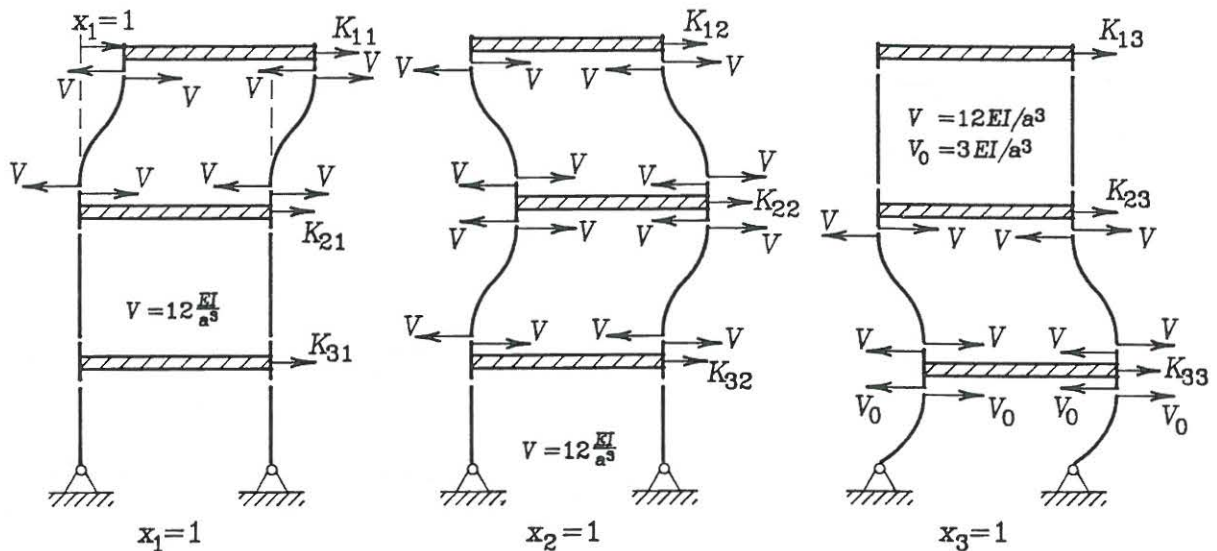 x₁=1 K₁₁
V V V V
V V V V
K₂₁
V = 12 EI/a³
K₃₁
x₁=1
K₁₂
V V V V
V V V V
K₂₂
V V V V
V V V V
K₃₂
V = 12 EI/a³
x₂=1
K₁₃
V = 12EI/a³
V₀ = 3EI/a³
K₂₃
V V V V
V V V V
K₃₃
V₀ V₀ V₀ V₀
x₃=1